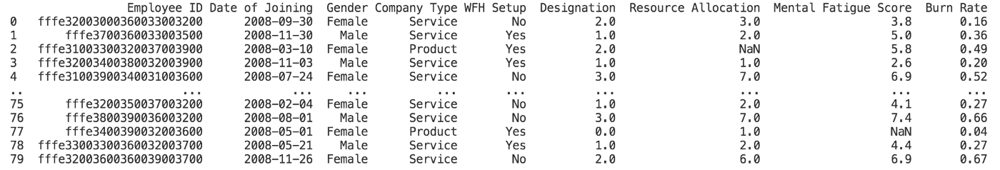 Employee ID Date of Joining Gender Company Type WFH Setup Designation Resource Allocation Mental Fatigue Score Burn Rate
0 fffe32003000360033003200 2008-09-30 Female Service No 2.0 3.0 3.8 0.16
1 fffe3700360033003500 2008-11-30 Male Service Yes 1.0 2.0 5.0 0.36
2 fffe31003300320037003900 2008-03-10 Female Product Yes 2.0 NaN 5.8 0.49
3 fffe32003400380032003900 2008-11-03 Male Service Yes 1.0 1.0 2.6 0.20
4 fffe31003900340031003600 2008-07-24 Female Service No 3.0 7.0 6.9 0.52
.. ... ... ... ... ... ... ... ... ...
75 fffe3200350037003200 2008-02-04 Female Service No 1.0 2.0 4.1 0.27
76 fffe3800390036003200 2008-08-01 Male Service No 3.0 7.0 7.4 0.66
77 fffe3400390032003600 2008-05-01 Female Product Yes 0.0 1.0 NaN 0.04
78 fffe33003300360032003700 2008-05-21 Male Service Yes 1.0 2.0 4.4 0.27
79 fffe32003600360039003700 2008-11-26 Female Service No 2.0 6.0 6.9 0.67